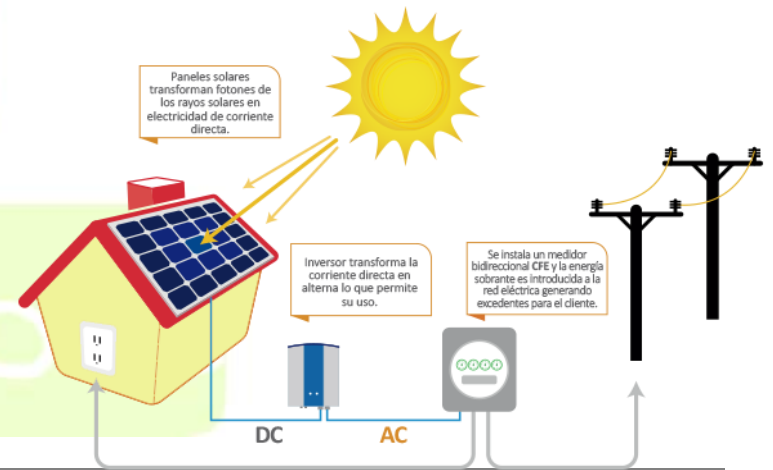 Paneles solares
transforman fotones de
los rayos solares en
electricidad de corriente
directa.
Inversor transforma la
corriente directa en
alterna lo que permite
su uso.
Se instala un medidor
bidireccional CFE y la energía
sobrante es introducida a la
red eléctrica generando
excedentes para el cliente.
DC
AC